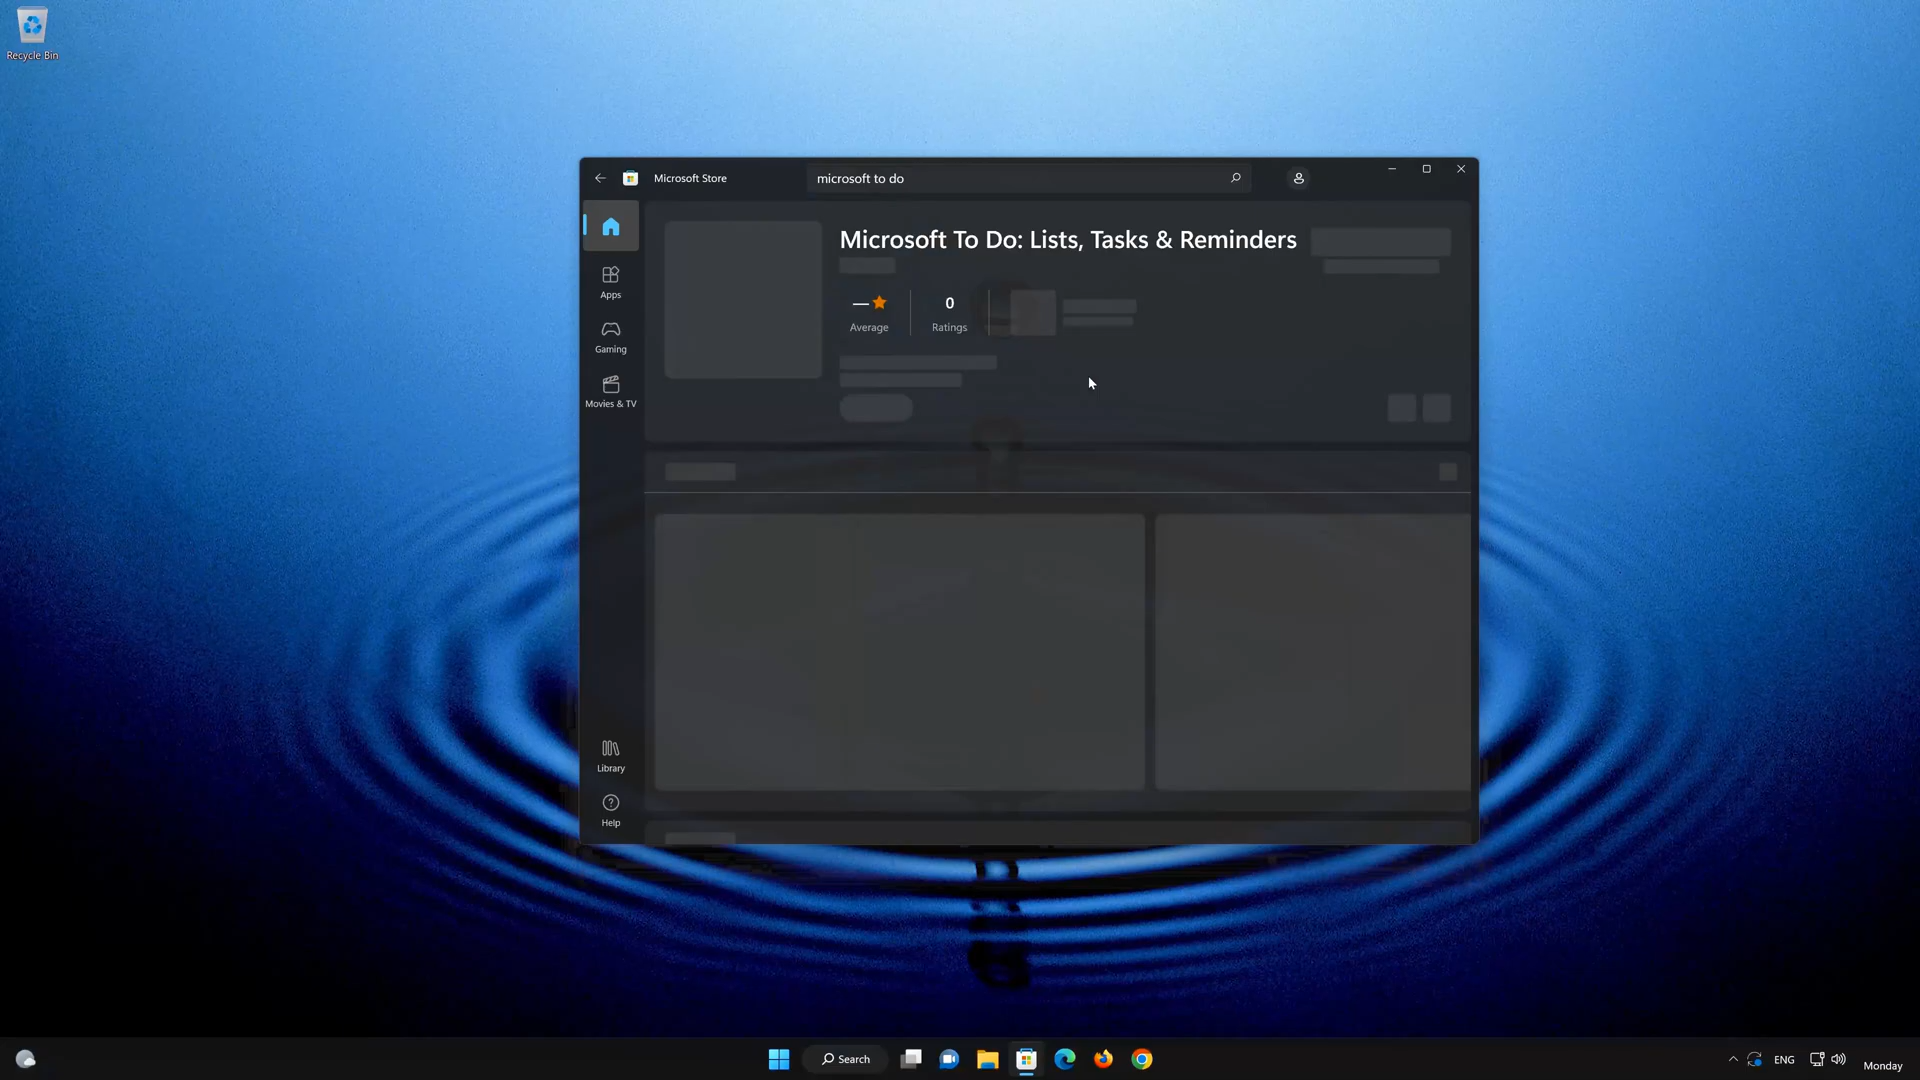 Recycle Bin
Microsoft Store
microsoft to do
Microsoft To Do: Lists, Tasks & Reminders
—
0
Average
Ratings
Apps
Gaming
Movies & TV
Library
Help
Search
ENG
Monday